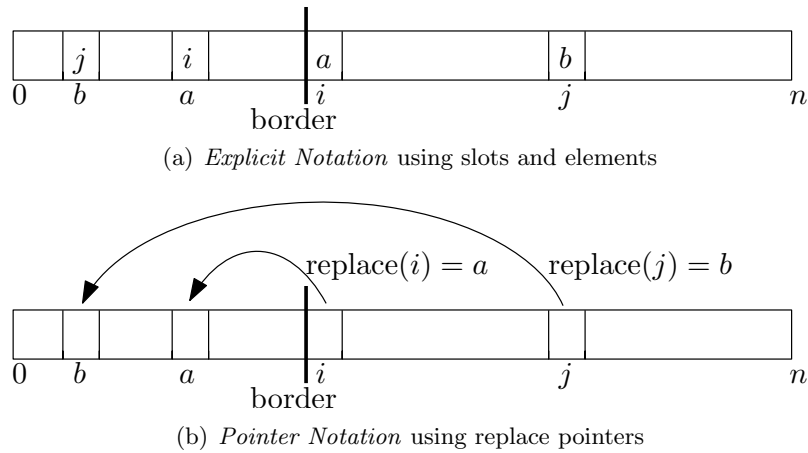 j i a b
0 b a i j n
border
(a) Explicit Notation using slots and elements
replace(i) = a replace(j) = b
0 b a i j n
border
(b) Pointer Notation using replace pointers